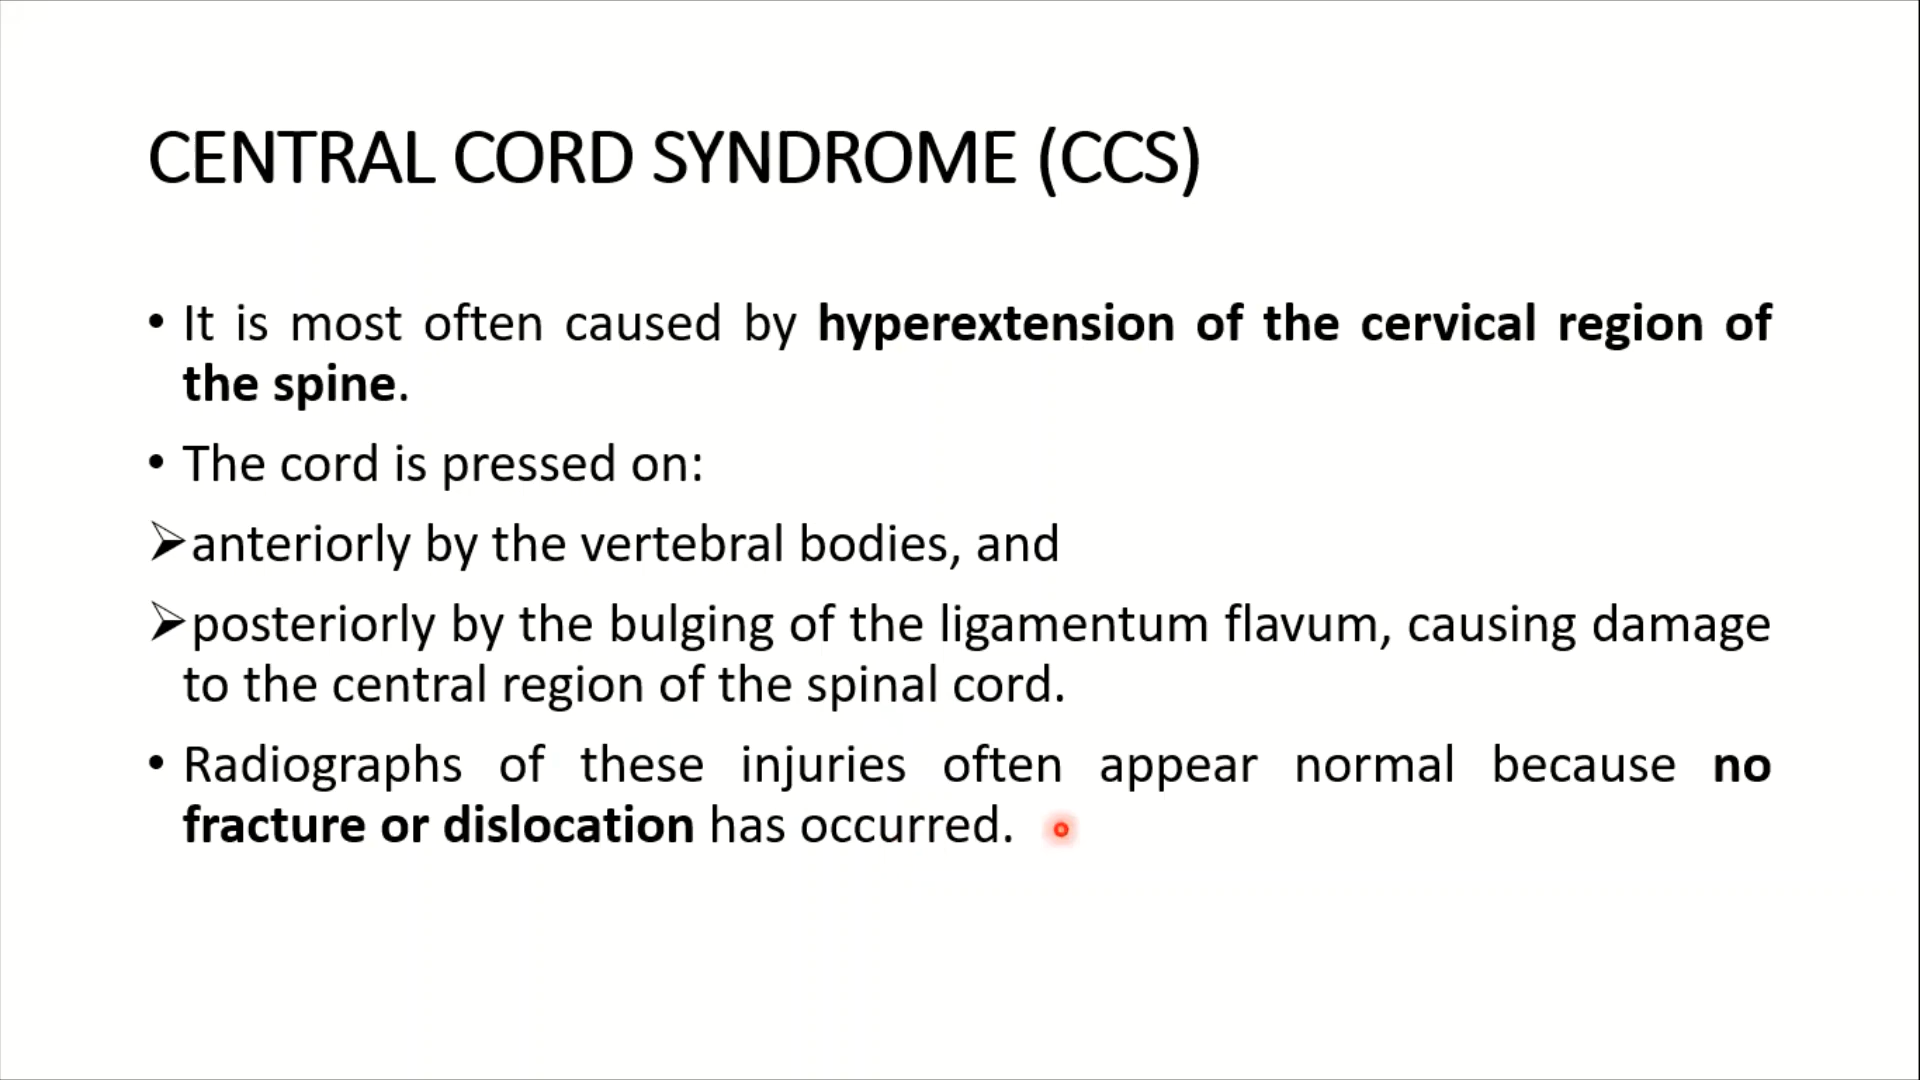 CENTRAL CORD SYNDROME (CCS)
• It is most often caused by hyperextension of the cervical region of
the spine.
• The cord is pressed on:
➢anteriorly by the vertebral bodies, and
➢posteriorly by the bulging of the ligamentum flavum, causing damage
to the central region of the spinal cord.
• Radiographs of these injuries often appear normal because no
fracture or dislocation has occurred.